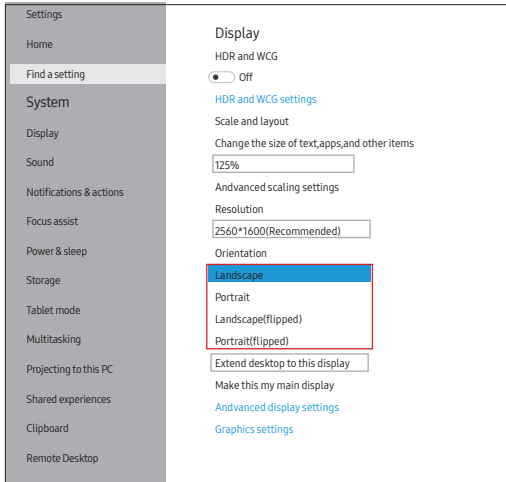 Settings
Home
Find a setting
System
Display
Sound
Notifications & actions
Focus assist
Power & sleep
Storage
Tablet mode
Multitasking
Projecting to this PC
Shared experiences
Clipboard
Remote Desktop
Display
HDR and WCG
Off
HDR and WCG settings
Scale and layout
Change the size of text,apps,and other items
125%
Andvanced scaling settings
Resolution
2560*1600(Recommended)
Orientation
Landscape
Portrait
Landscape(flipped)
Portrait(flipped)
Extend desktop to this display
Make this my main display
Andvanced display settings
Graphics settings